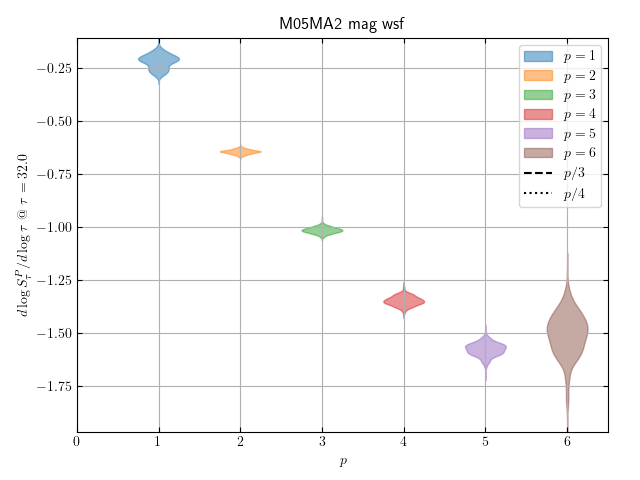 M05MA2 mag wsf
d log S_τ^P / d log τ @ τ = 32.0
−0.25
−0.50
−0.75
−1.00
−1.25
−1.50
−1.75
p = 1
p = 2
p = 3
p = 4
p = 5
p = 6
p/3
p/4
0 1 2 3 4 5 6
p